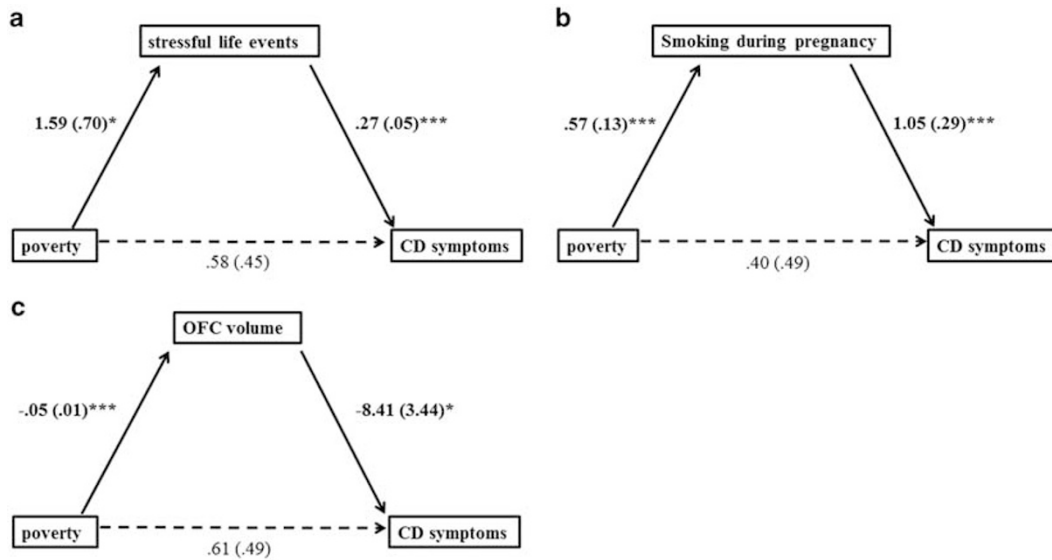 a
stressful life events
1.59 (.70)*
.27 (.05)***
poverty
CD symptoms
.58 (.45)
b
Smoking during pregnancy
.57 (.13)***
1.05 (.29)***
poverty
CD symptoms
.40 (.49)
c
OFC volume
-.05 (.01)***
-8.41 (3.44)*
poverty
CD symptoms
.61 (.49)